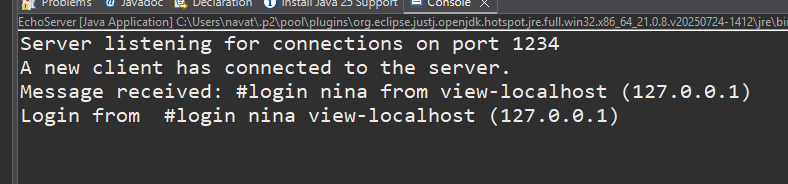 Problems @ Javadoc Declaration Install Java 25 Support Console
EchoServer [Java Application] C:\Users\navat\.p2\pool\plugins\org.eclipse.justj.openjdk.hotspot.jre.full.win32.x86_64_21.0.8.v20250724-1412\jre\bin
Server listening for connections on port 1234
A new client has connected to the server.
Message received: #login nina from view-localhost (127.0.0.1)
Login from  #login nina view-localhost (127.0.0.1)